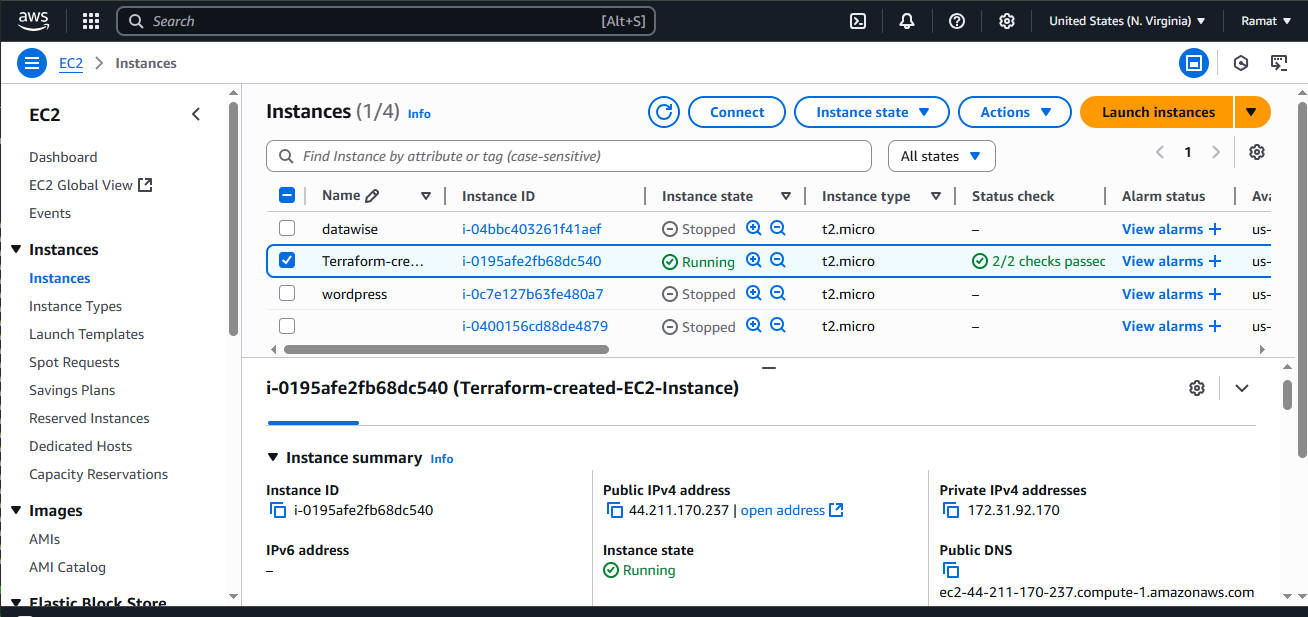 aws
Search [Alt+S]
United States (N. Virginia)
Ramat
EC2 Instances
EC2
Dashboard
EC2 Global View
Events
Instances
Instances
Instance Types
Launch Templates
Spot Requests
Savings Plans
Reserved Instances
Dedicated Hosts
Capacity Reservations
Images
AMIs
AMI Catalog
Elastic Block Store
Instances (1/4) Info
Connect
Instance state
Actions
Launch instances
Find Instance by attribute or tag (case-sensitive)
All states
1
Name Instance ID Instance state Instance type Status check Alarm status Ava
datawise i-04bbc403261f41aef Stopped t2.micro – View alarms + us-
Terraform-cre... i-0195afe2fb68dc540 Running t2.micro 2/2 checks passec View alarms + us-
wordpress i-0c7e127b63fe480a7 Stopped t2.micro – View alarms + us-
i-0400156cd88de4879 Stopped t2.micro – View alarms + us-
i-0195afe2fb68dc540 (Terraform-created-EC2-Instance)
Instance summary Info
Instance ID
i-0195afe2fb68dc540
IPv6 address
–
Public IPv4 address
44.211.170.237 | open address
Instance state
Running
Private IPv4 addresses
172.31.92.170
Public DNS
ec2-44-211-170-237.compute-1.amazonaws.com